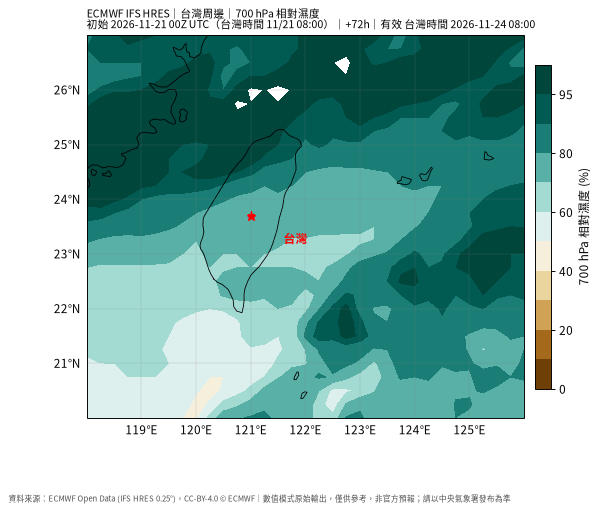 ECMWF IFS HRES｜台灣周邊｜700 hPa 相對濕度
初始 2026-11-21 00Z UTC（台灣時間 11/21 08:00）｜+72h｜有效 台灣時間 2026-11-24 08:00
26°N
25°N
24°N
23°N
22°N
21°N
119°E
120°E
121°E
122°E
123°E
124°E
125°E
台灣
95
80
60
40
20
0
700 hPa 相對濕度 (%)
資料來源：ECMWF Open Data (IFS HRES 0.25°)，CC-BY-4.0 © ECMWF｜數值模式原始輸出，僅供參考，非官方預報；請以中央氣象署發布為準